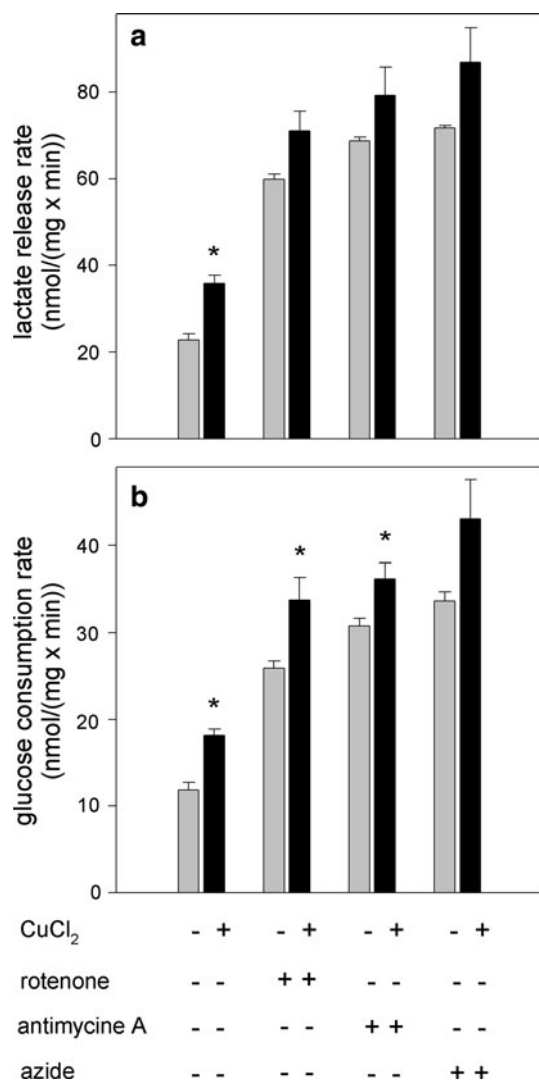 a
lactate release rate
(nmol/(mg x min))
80
60
40
20
0
*
b
glucose consumption rate
(nmol/(mg x min))
40
30
20
10
0
* * *
CuCl₂ - + - + - + - +
rotenone - - + + - - - -
antimycine A - - - - + + - -
azide - - - - - - + +